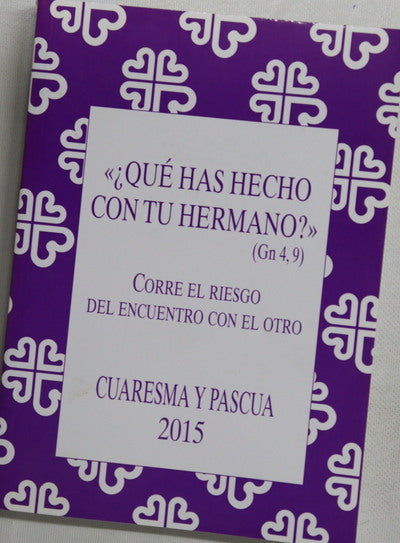 «¿QUÉ HAS HECHO
CON TU HERMANO?»
(Gn 4, 9)
CORRE EL RIESGO
DEL ENCUENTRO CON EL OTRO
CUARESMA Y PASCUA
2015